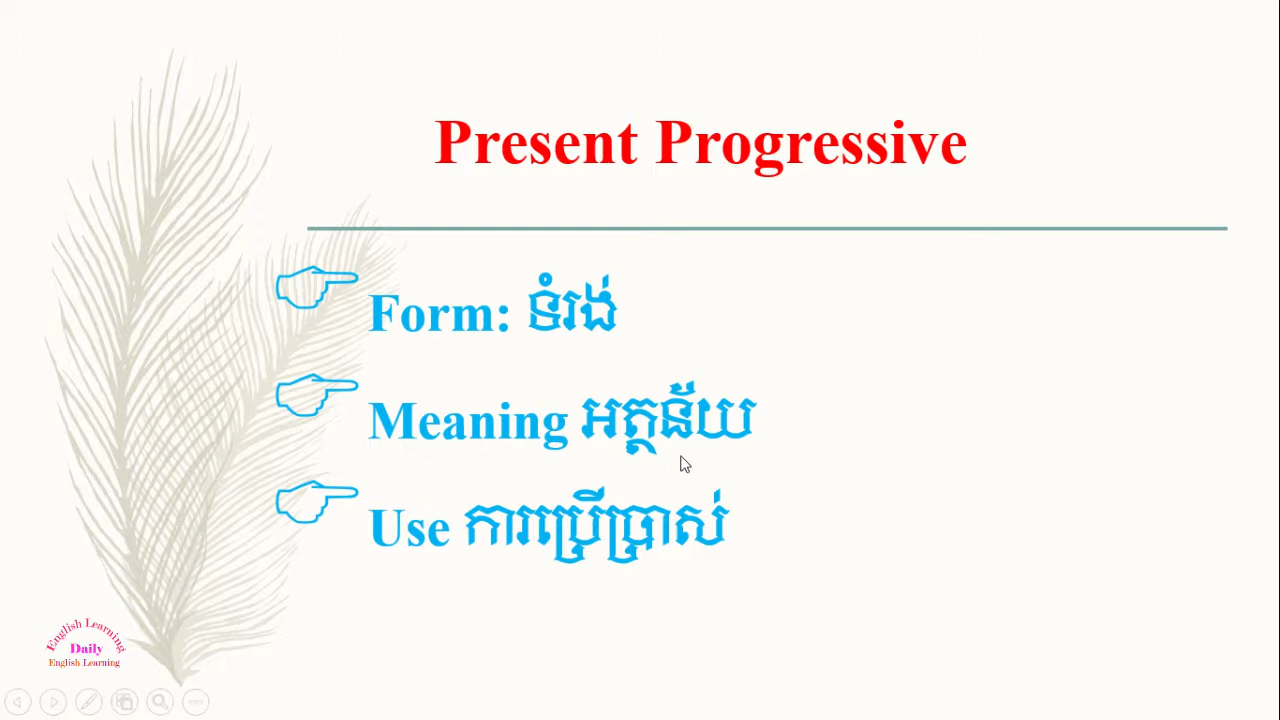 Present Progressive
Form: ទំរង់
Meaning អត្ថន័យ
Use ការប្រើប្រាស់
English Learning
Daily
English Learning